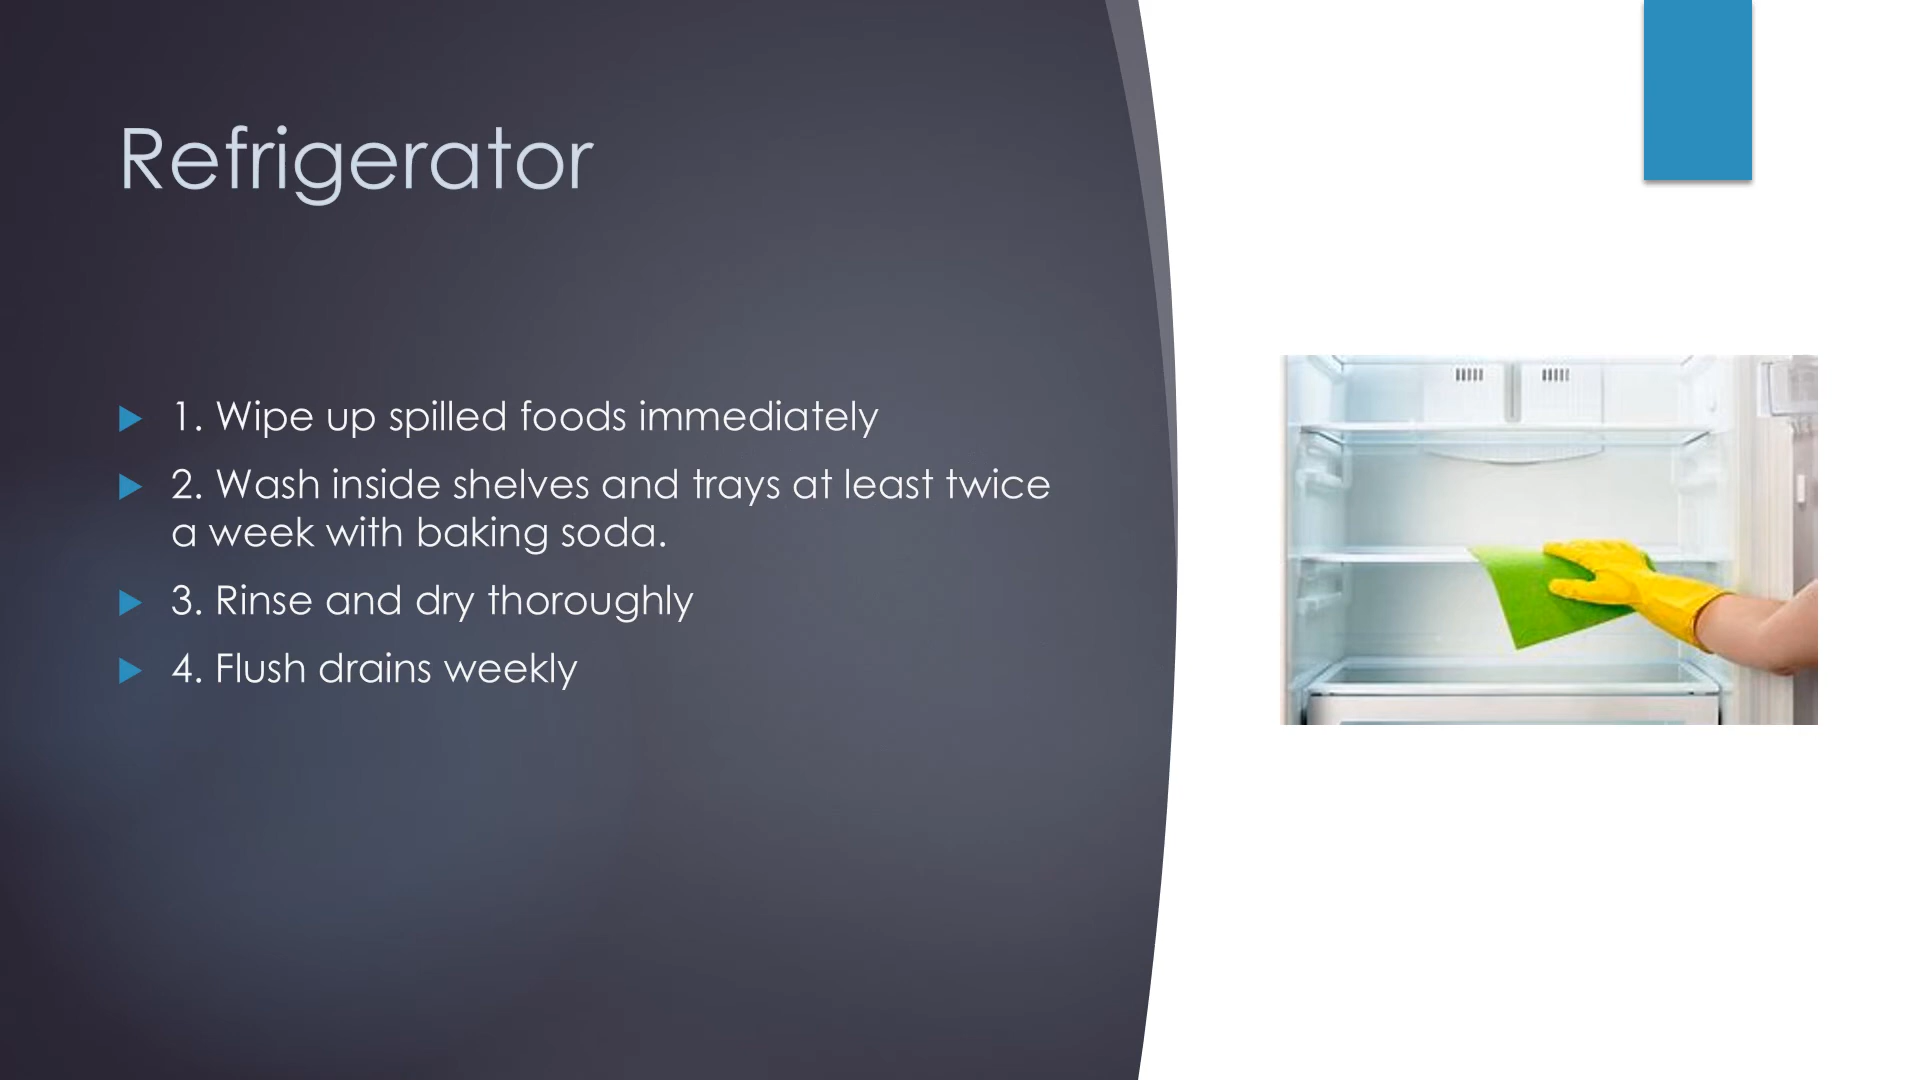 Refrigerator
1. Wipe up spilled foods immediately
2. Wash inside shelves and trays at least twice
a week with baking soda.
3. Rinse and dry thoroughly
4. Flush drains weekly